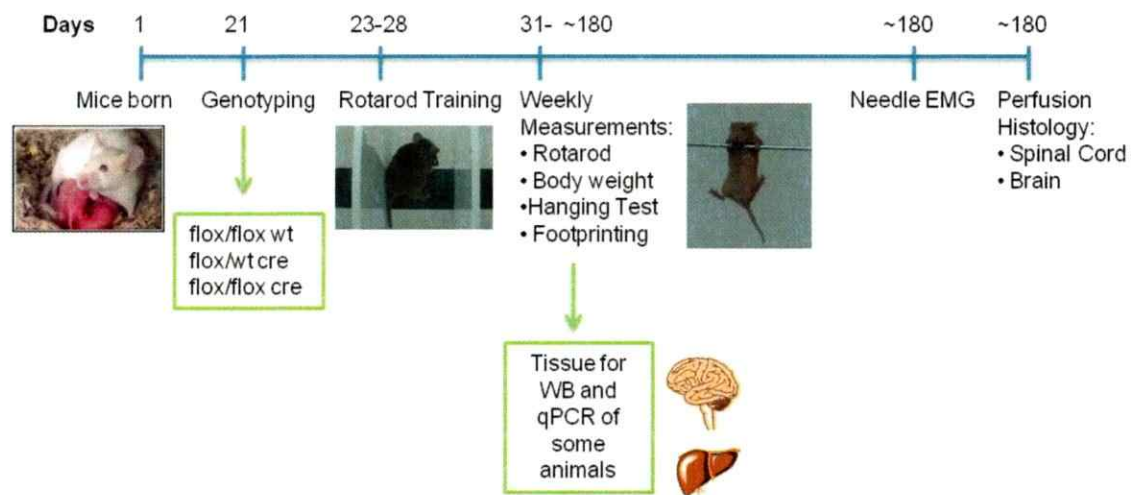 Days 1 21 23-28 31- ~180 ~180 ~180
Mice born
Genotyping
Rotarod Training
Weekly
Measurements:
• Rotarod
• Body weight
•Hanging Test
• Footprinting
Needle EMG
Perfusion
Histology:
• Spinal Cord
• Brain
flox/flox wt
flox/wt cre
flox/flox cre
Tissue for
WB and
qPCR of
some
animals